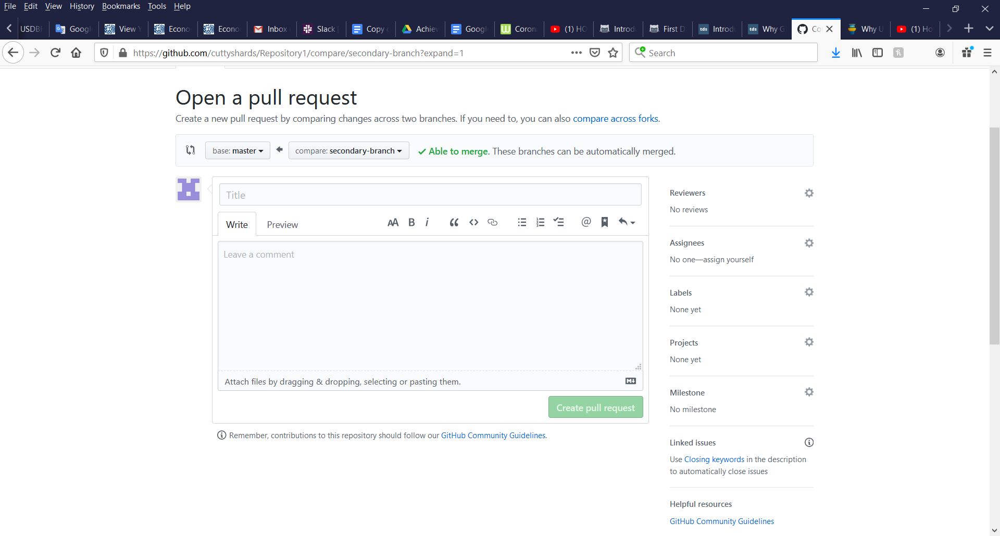 File Edit View History Bookmarks Tools Help
USDB Googl View Y Econo Econo Inbox Slack Copy Achie Googl Coron (1) HO Introd First D Introd Why G Co Why U (1) Ho
https://github.com/cuttyshards/Repository1/compare/secondary-branch?expand=1 Search
Open a pull request
Create a new pull request by comparing changes across two branches. If you need to, you can also compare across forks.
base: master compare: secondary-branch Able to merge. These branches can be automatically merged.
Title
Write Preview AA B i
Leave a comment
Attach files by dragging & dropping, selecting or pasting them.
Create pull request
Remember, contributions to this repository should follow our GitHub Community Guidelines.
Reviewers
No reviews
Assignees
No one—assign yourself
Labels
None yet
Projects
None yet
Milestone
No milestone
Linked issues
Use Closing keywords in the description
to automatically close issues
Helpful resources
GitHub Community Guidelines